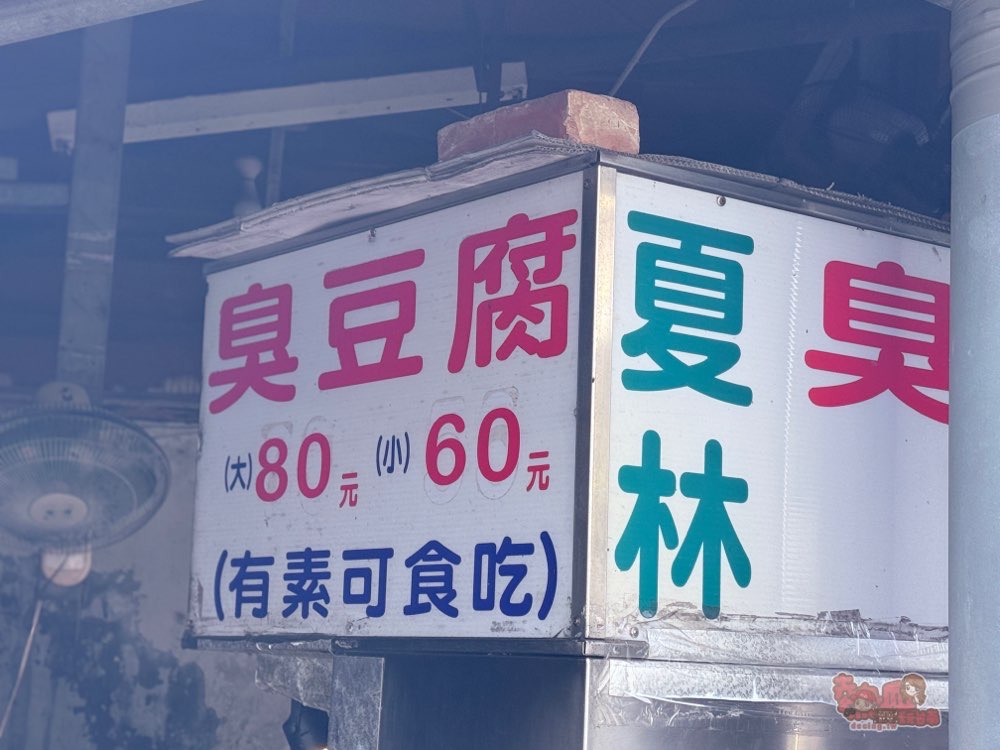 臭豆腐
(大)80元 (小)60元
(有素可食吃)
夏林
臭